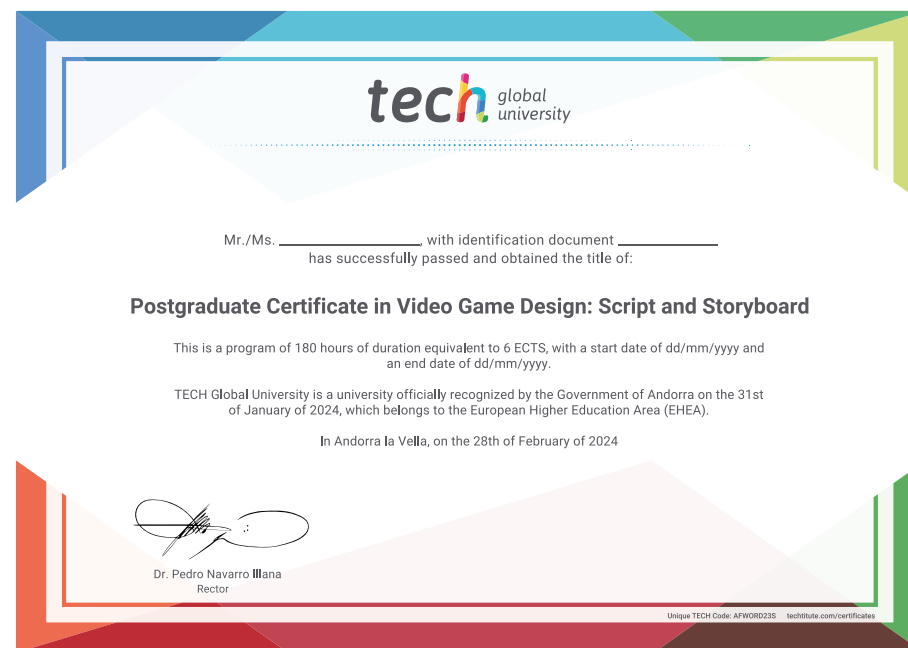 tech global university
Mr./Ms. ____________________, with identification document ______________
has successfully passed and obtained the title of:
Postgraduate Certificate in Video Game Design: Script and Storyboard
This is a program of 180 hours of duration equivalent to 6 ECTS, with a start date of dd/mm/yyyy and
an end date of dd/mm/yyyy.
TECH Global University is a university officially recognized by the Government of Andorra on the 31st
of January of 2024, which belongs to the European Higher Education Area (EHEA).
In Andorra la Vella, on the 28th of February of 2024
Dr. Pedro Navarro Illana
Rector
Unique TECH Code: AFWORD23S techtitute.com/certificates